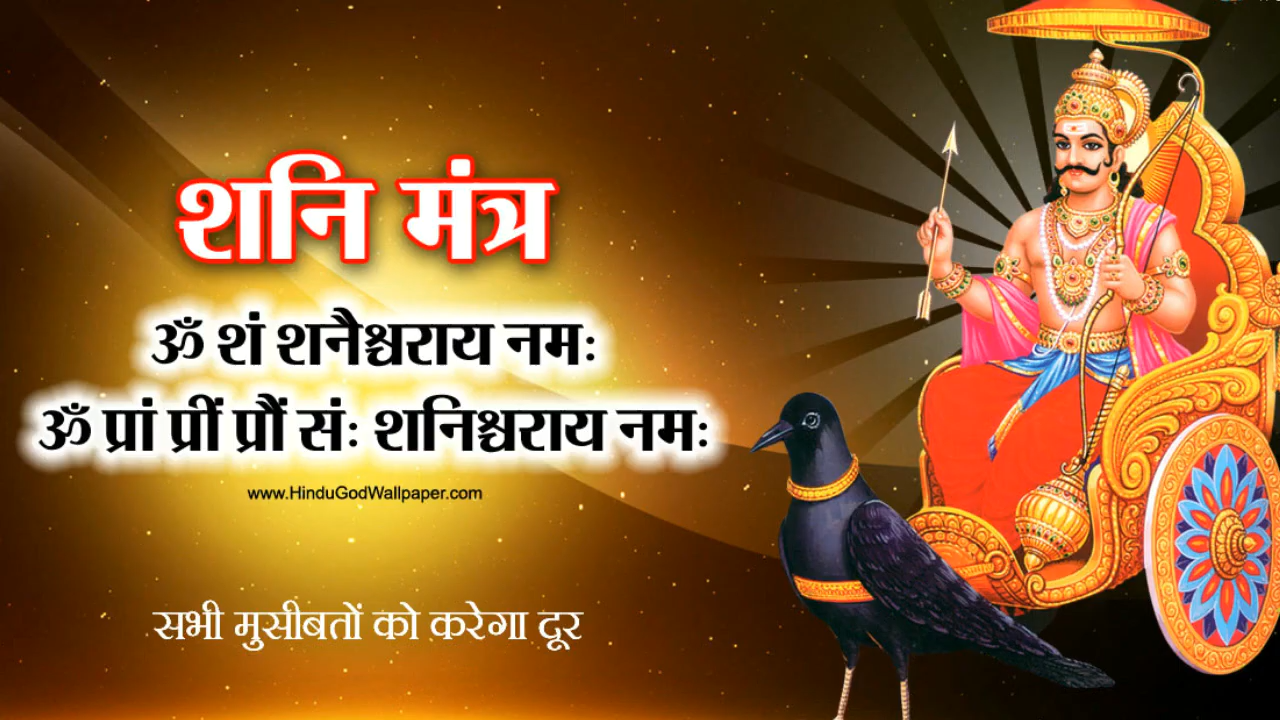 शनि मंत्र
ॐ शं शनैश्चराय नमः
ॐ प्रां प्रीं प्रौं संः शनिश्चराय नमः
www.HinduGodWallpaper.com
सभी मुसीबतों को करेगा दूर